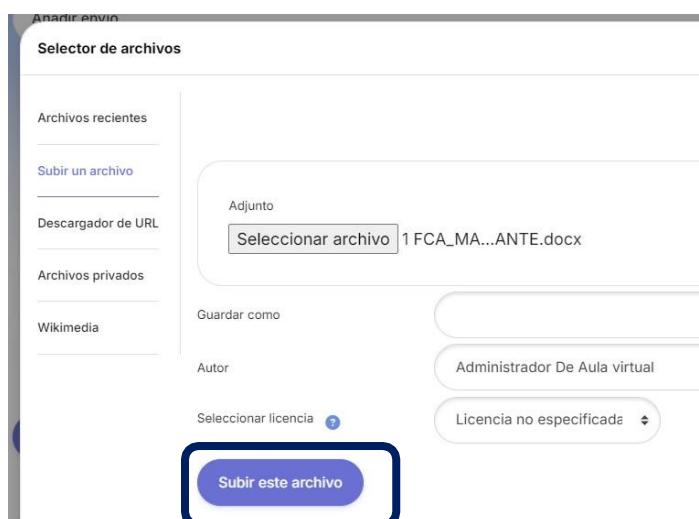 Añadir envío
Selector de archivos
Archivos recientes
Subir un archivo
Descargador de URL
Archivos privados
Wikimedia
Adjunto
Seleccionar archivo 1 FCA_MA...ANTE.docx
Guardar como
Autor Administrador De Aula virtual
Seleccionar licencia ? Licencia no especificada
Subir este archivo